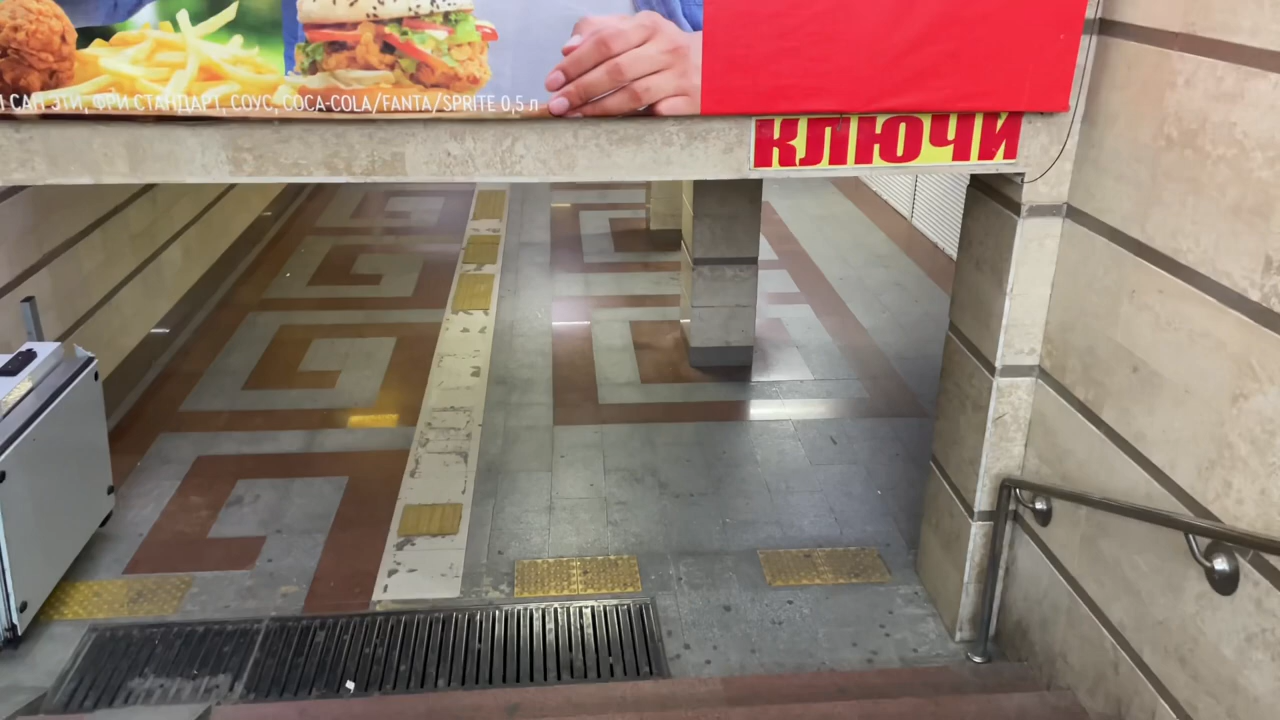 САН ЭТИ, ФРИ СТАНДАРТ, СОУС, COCA-COLA/FANTA/SPRITE 0,5 л
КЛЮЧИ